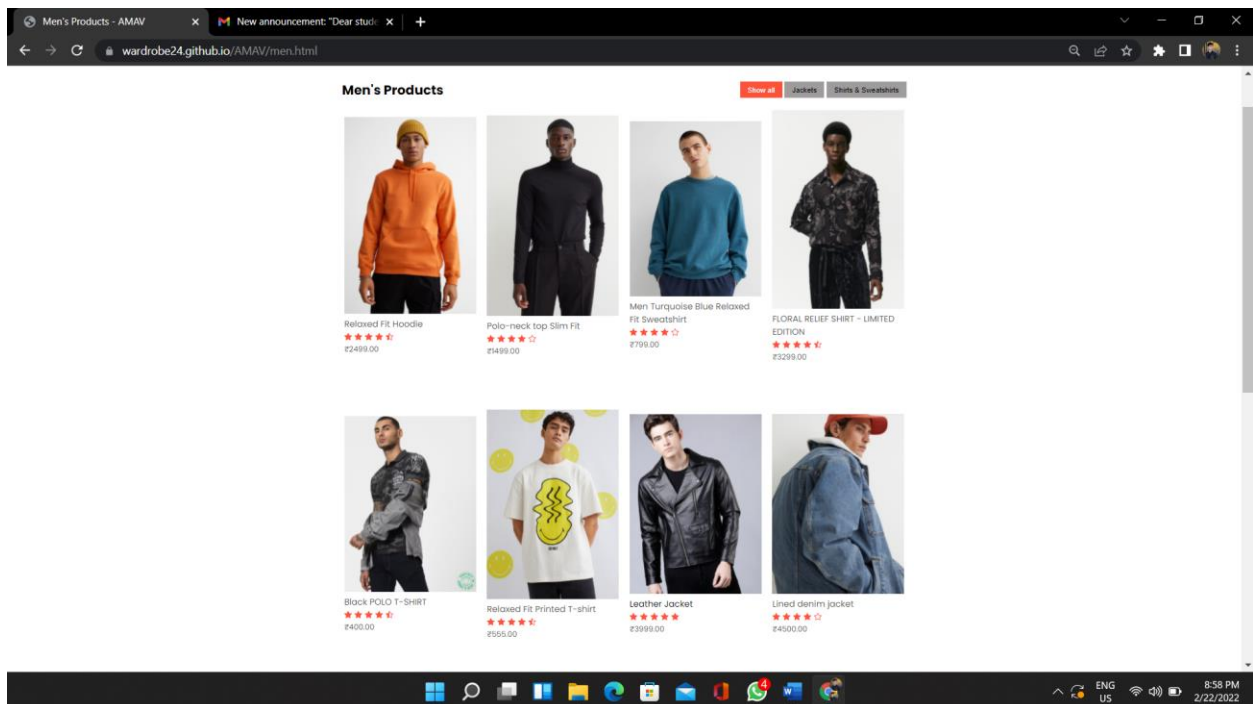 Men's Products - AMAV
New announcement: "Dear stude
wardrobe24.github.io/AMAV/men.html
Men's Products
Show all
Jackets
Shirts & Sweatshirts
Relaxed Fit Hoodie
₹2499.00
Polo-neck top Slim Fit
₹1499.00
Men Turquoise Blue Relaxed
Fit Sweatshirt
₹799.00
FLORAL RELIEF SHIRT - LIMITED
EDITION
₹3299.00
Black POLO T-SHIRT
₹400.00
Relaxed Fit Printed T-shirt
₹555.00
Leather Jacket
₹3999.00
Lined denim jacket
₹4500.00
4
ENG
US
8:58 PM
2/22/2022